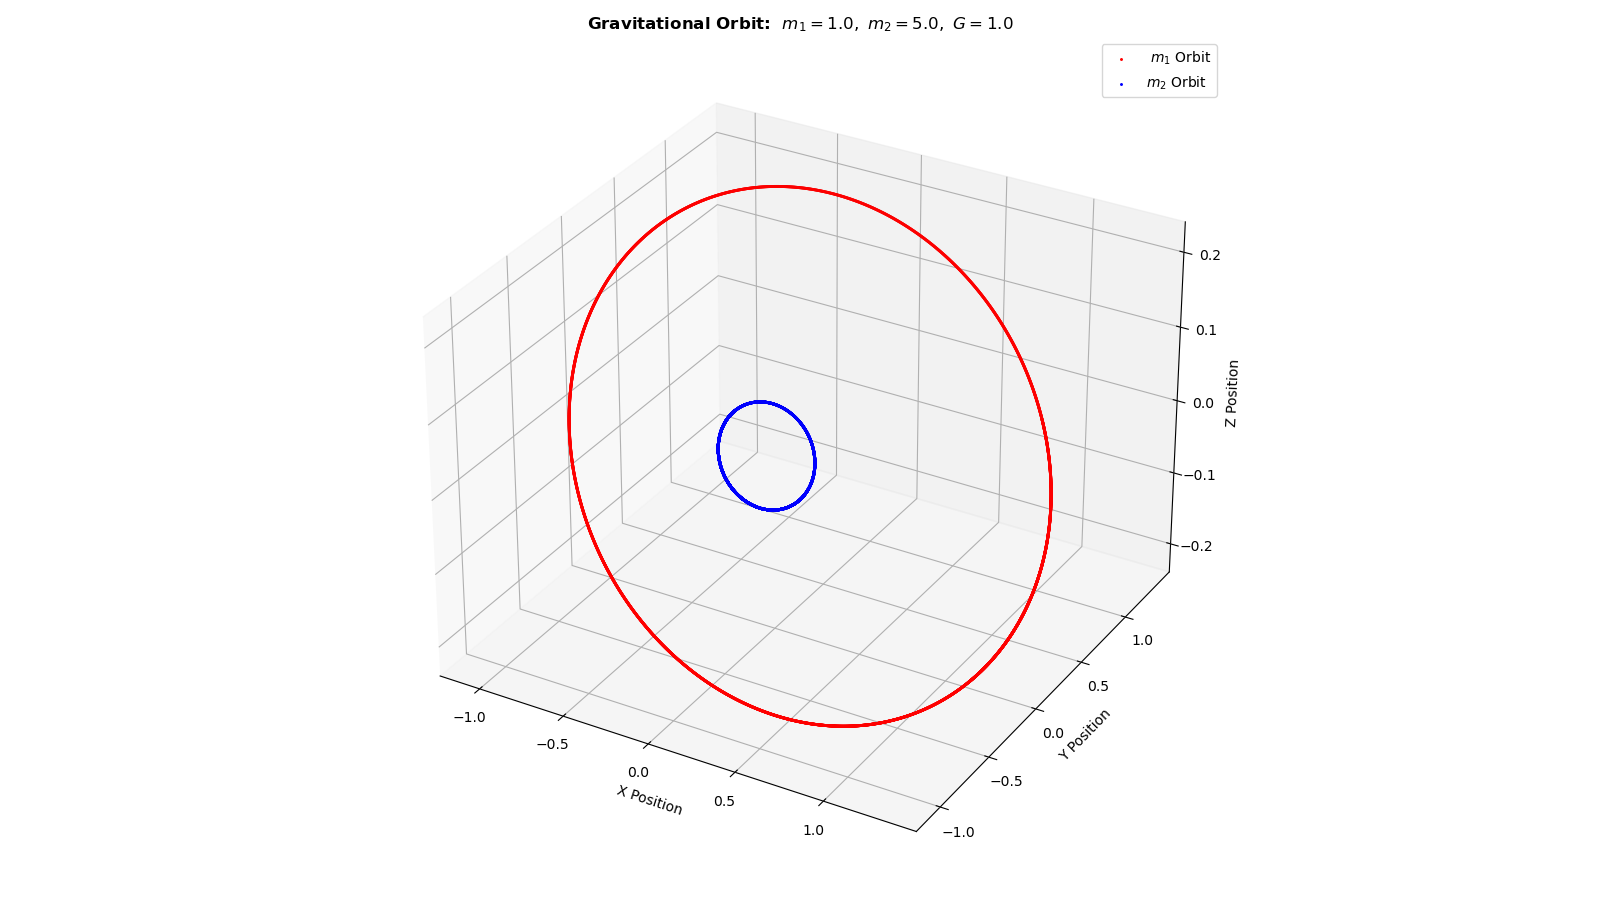 Gravitational Orbit: m₁ = 1.0, m₂ = 5.0, G = 1.0
m₁ Orbit
m₂ Orbit
0.2
0.1
0.0
−0.1
−0.2
Z Position
1.0
0.5
0.0
−0.5
−1.0
Y Position
−1.0
−0.5
0.0
0.5
1.0
X Position